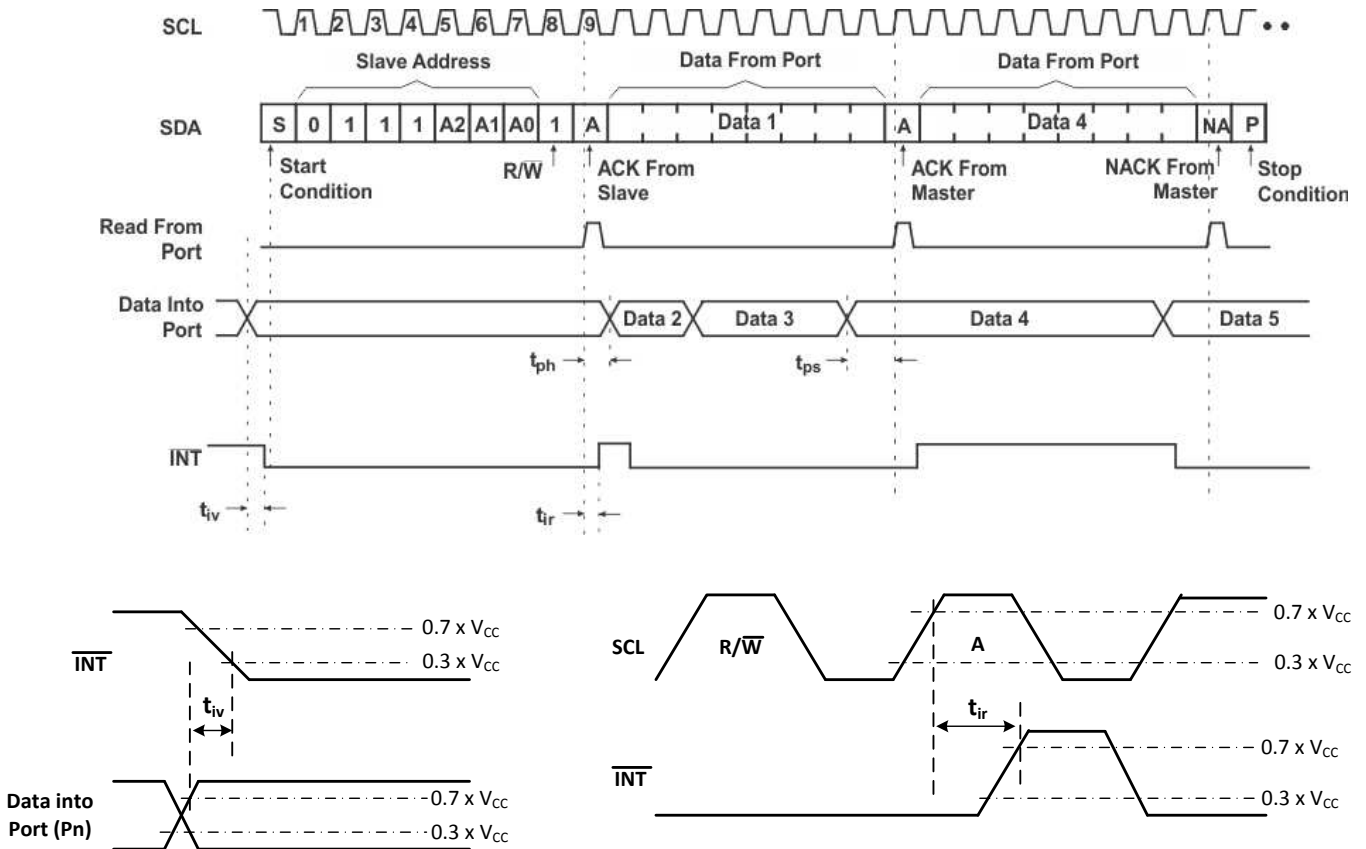 SCL 1 2 3 4 5 6 7 8 9
Slave Address Data From Port Data From Port
SDA S 0 1 1 1 A2 A1 A0 1 A Data 1 A Data 4 NA P
Start Condition
R/W̅
ACK From Slave
ACK From Master
NACK From Master
Stop Condition
Read From Port
Data Into Port Data 2 Data 3 Data 4 Data 5
tph tps
I̅N̅T̅
tiv tir
I̅N̅T̅
0.7 x VCC
0.3 x VCC
tiv
Data into Port (Pn)
0.7 x VCC
0.3 x VCC
SCL R/W̅ A
0.7 x VCC
0.3 x VCC
tir
I̅N̅T̅
0.7 x VCC
0.3 x VCC